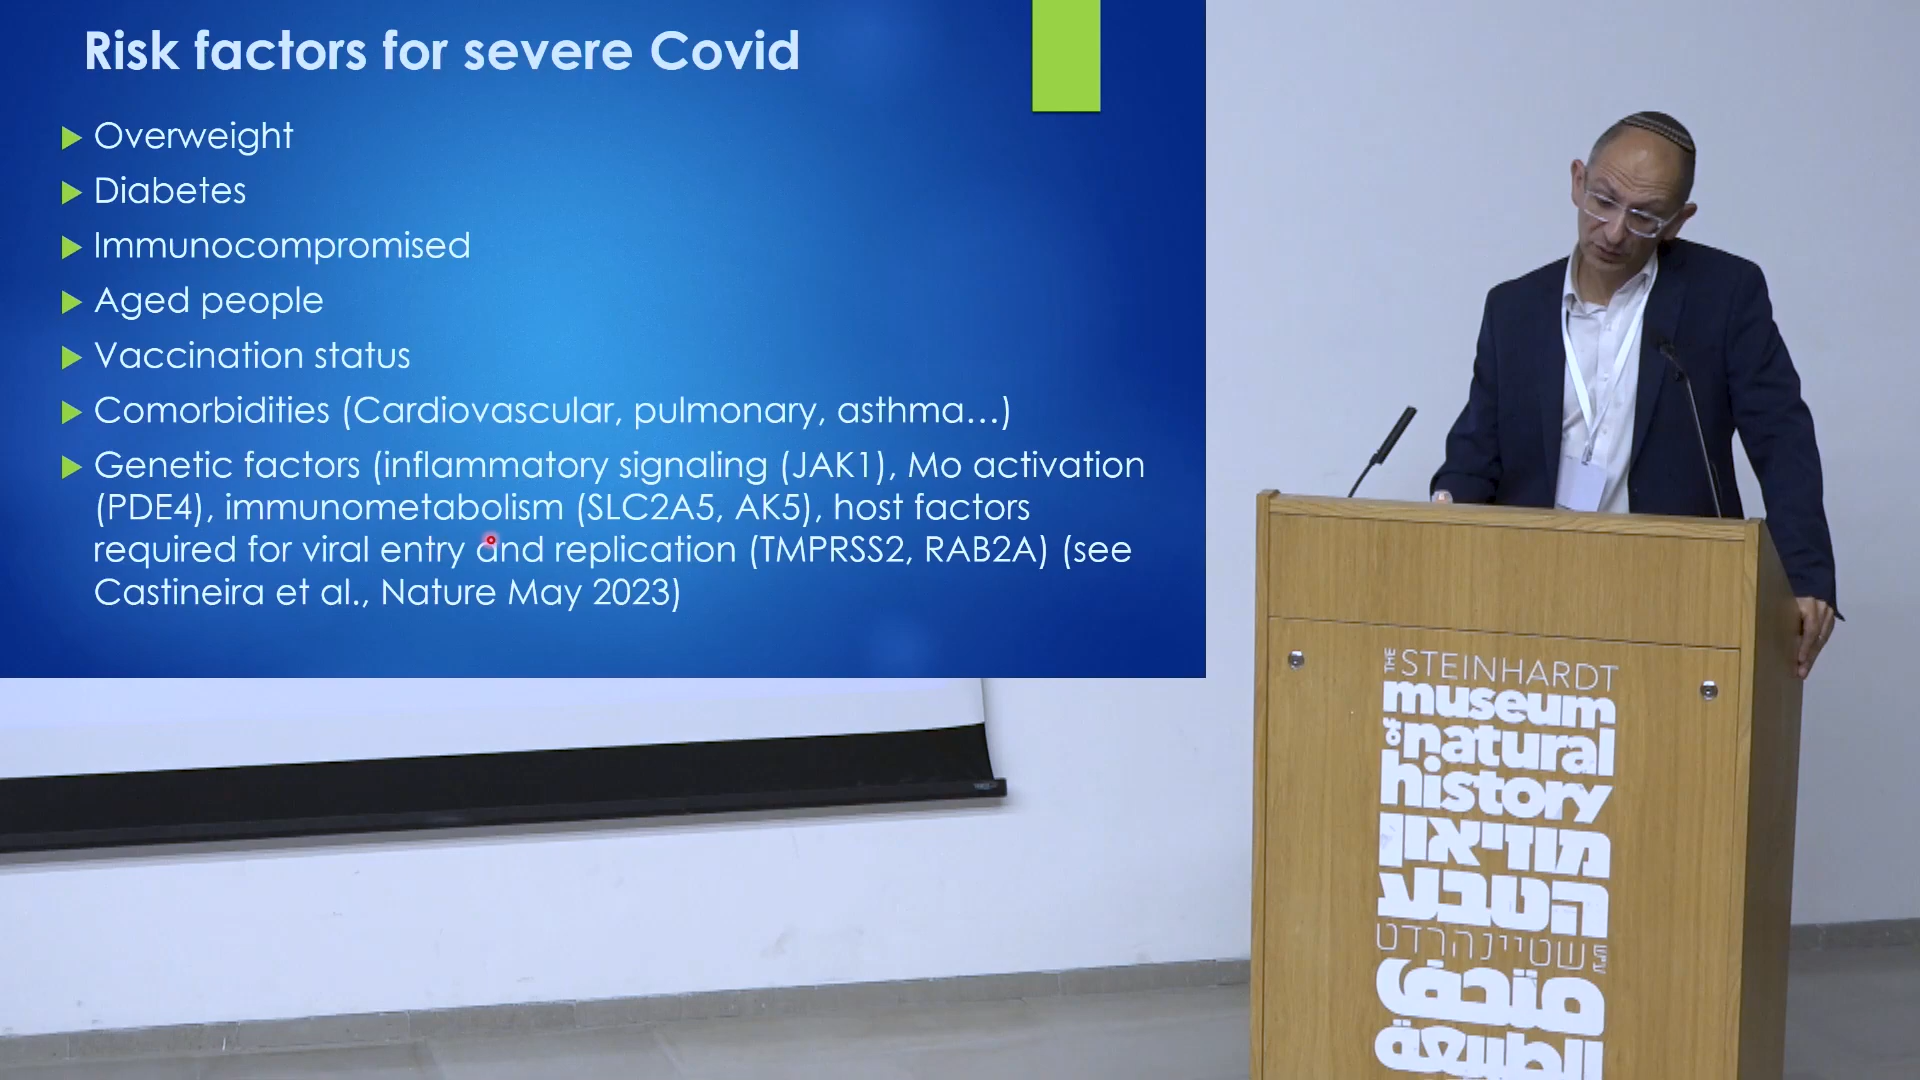 Risk factors for severe Covid
Overweight
Diabetes
Immunocompromised
Aged people
Vaccination status
Comorbidities (Cardiovascular, pulmonary, asthma...)
Genetic factors (inflammatory signaling (JAK1), Mo activation
(PDE4), immunometabolism (SLC2A5, AK5), host factors
required for viral entry and replication (TMPRSS2, RAB2A) (see
Castineira et al., Nature May 2023)
THE STEINHARDT
museum
of natural
history
מוזיאון
הטבע
ע״ש שטיינהרדט
متحف
الطبيعة